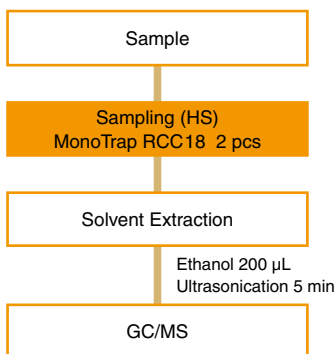 Sample
Sampling (HS)
MonoTrap RCC18 2 pcs
Solvent Extraction
Ethanol 200 µL
Ultrasonication 5 min
GC/MS